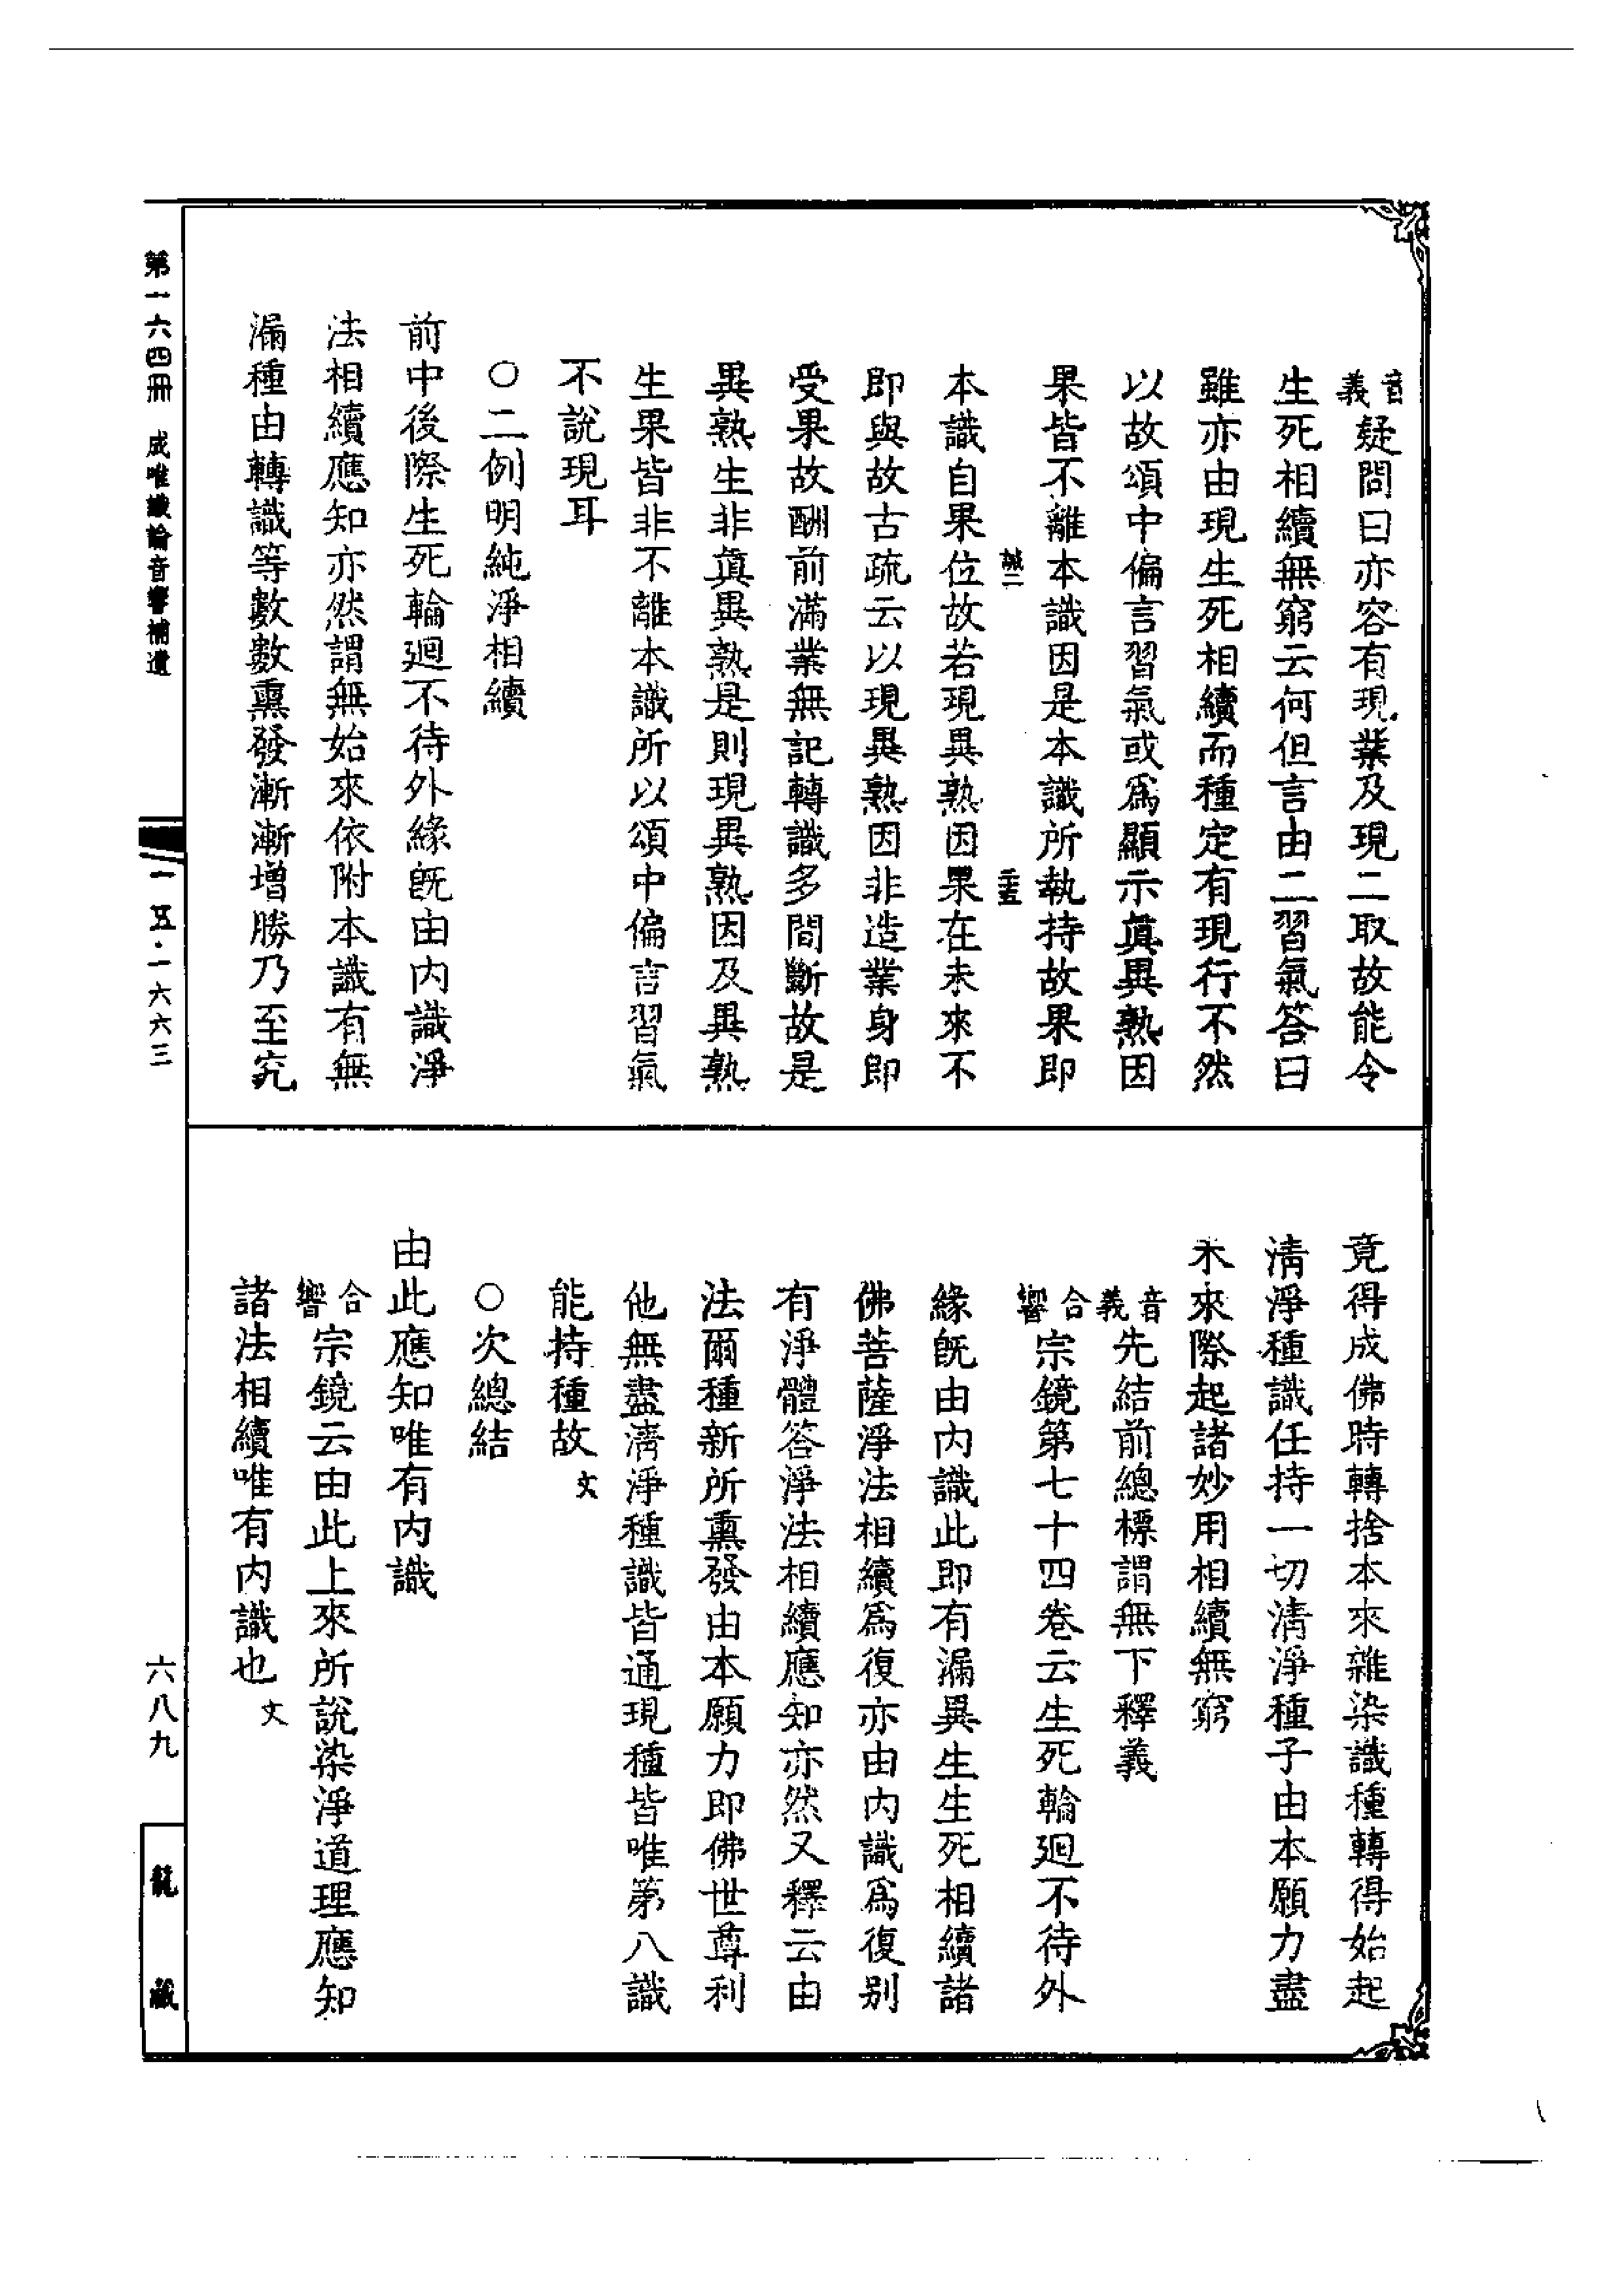 音義疑問曰亦容有現業及現二取故能令
生死相續無窮云何但言由二習氣答曰
雖亦由現生死相續而種定有現行不然
以故頌中偏言習氣或爲顯示眞異熟因
果皆不離本識因是本識所執持故果即
誠二
本識自果位故若現異熟因果在未來不
即與故古疏云以現異熟因非造業身即
受果故酬前滿業無記轉識多間斷故是
異熟生非眞異熟是則現異熟因及異熟
生果皆非不離本識所以頌中偏言習氣
不說現耳
○二例明純淨相續
前中後際生死輪迴不待外緣旣由內識淨
法相續應知亦然謂無始來依附本識有無
漏種由轉識等數數熏發漸漸增勝乃至究
竟得成佛時轉捨本來雜染識種轉得始起
清淨種識任持一切清淨種子由本願力盡
未來際起諸妙用相續無窮
音義先結前總標謂無下釋義
合響宗鏡第七十四卷云生死輪迴不待外
緣旣由內識此即有漏異生生死相續諸
佛菩薩淨法相續爲復亦由內識爲復別
有淨體答淨法相續應知亦然又釋云由
法爾種新所熏發由本願力即佛世尊利
他無盡清淨種識皆通現種皆唯第八識
能持種故文
○次總結
由此應知唯有內識
合響宗鏡云由此上來所說染淨道理應知
諸法相續唯有內識也文
第一六四冊 成唯識論音響補遺
一五·一六六三
六八九
龍藏